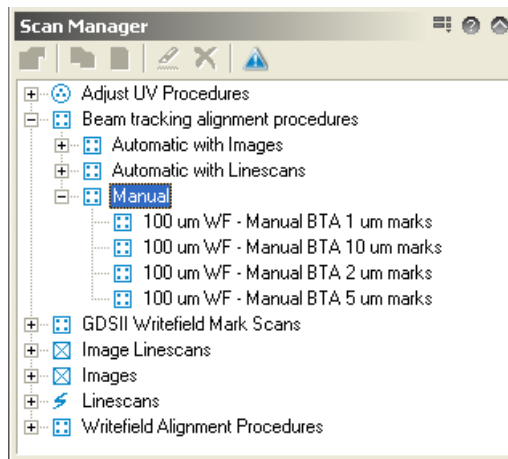 Scan Manager
Adjust UV Procedures
Beam tracking alignment procedures
Automatic with Images
Automatic with Linescans
Manual
100 um WF - Manual BTA 1 um marks
100 um WF - Manual BTA 10 um marks
100 um WF - Manual BTA 2 um marks
100 um WF - Manual BTA 5 um marks
GDSII Writefield Mark Scans
Image Linescans
Images
Linescans
Writefield Alignment Procedures